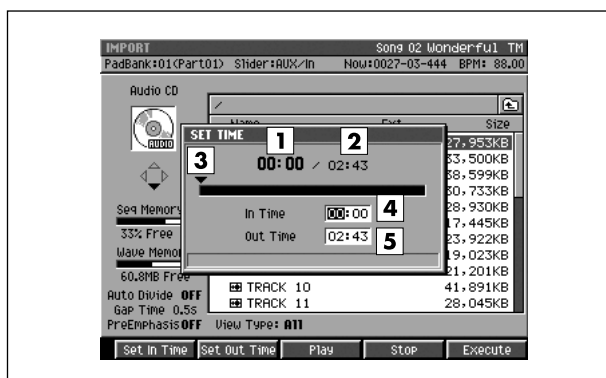 IMPORT Song 02 Wonderful TM
PadBank:01(Part01) Slider:AUX/In Now:0027-03-444 BPM: 88.00
Audio CD
/
Name Ext Size
AUDIO
SET TIME
1 2
27,953KB
3 00:00 / 02:43
33,500KB
38,599KB
30,733KB
Seq Memory
In Time 00:00 4
28,930KB
17,445KB
33% Free
Out Time 02:43 5
23,922KB
Wave Memor
19,023KB
21,201KB
60.8MB Free
TRACK 10 41,891KB
Auto Divide OFF
TRACK 11 28,045KB
Gap Time 0.5s
PreEmphasis OFF View Type: All
Set In Time Set Out Time Play Stop Execute